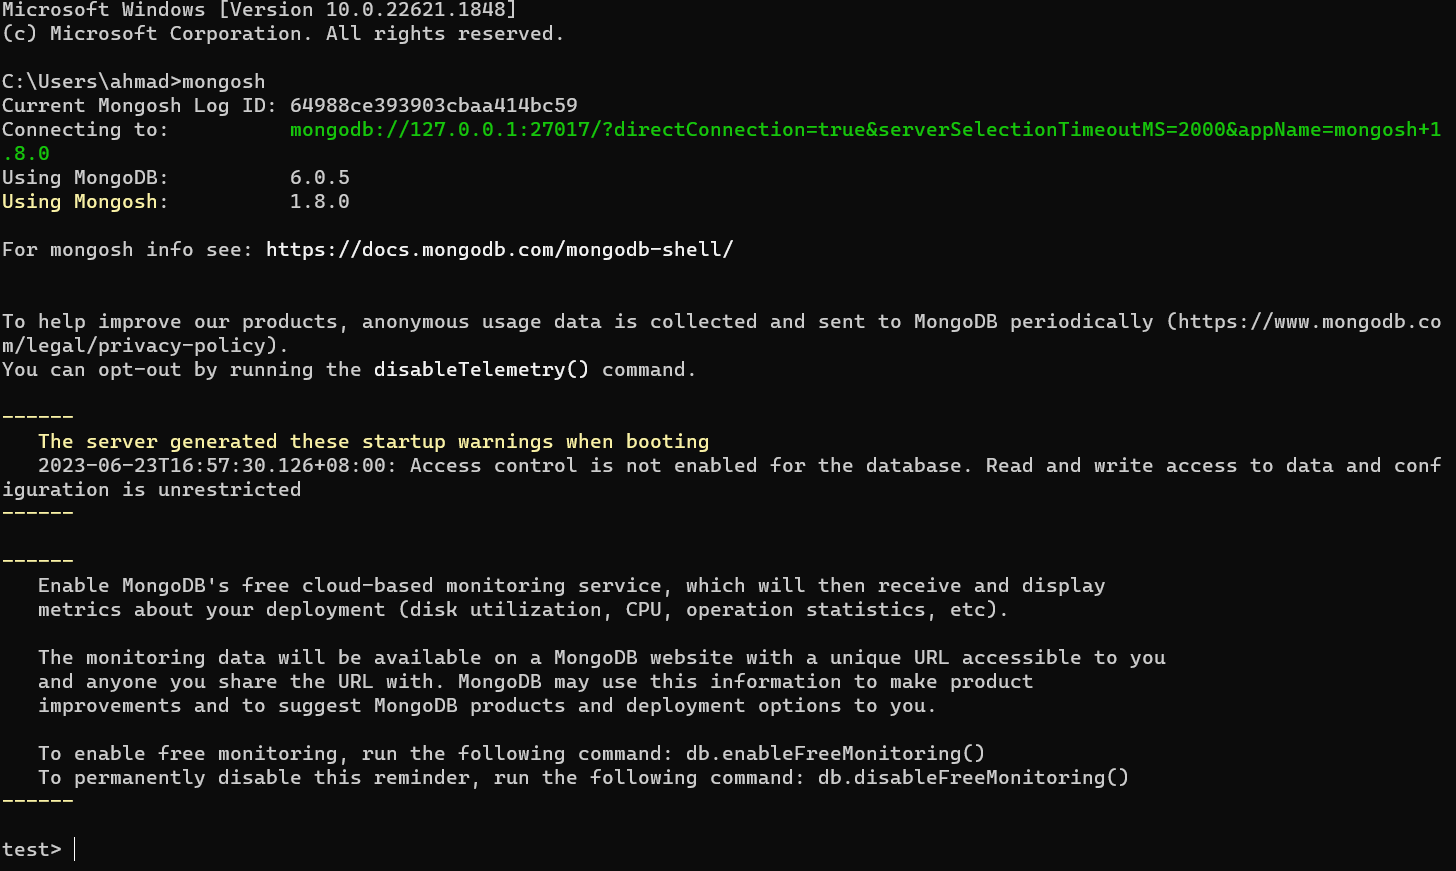 Microsoft Windows [Version 10.0.22621.1848]
(c) Microsoft Corporation. All rights reserved.
C:\Users\ahmad>mongosh
Current Mongosh Log ID: 64988ce393903cbaa414bc59
Connecting to:          mongodb://127.0.0.1:27017/?directConnection=true&serverSelectionTimeoutMS=2000&appName=mongosh+1
.8.0
Using MongoDB:          6.0.5
Using Mongosh:          1.8.0
For mongosh info see: https://docs.mongodb.com/mongodb-shell/
To help improve our products, anonymous usage data is collected and sent to MongoDB periodically (https://www.mongodb.co
m/legal/privacy-policy).
You can opt-out by running the disableTelemetry() command.
------
   The server generated these startup warnings when booting
   2023-06-23T16:57:30.126+08:00: Access control is not enabled for the database. Read and write access to data and conf
iguration is unrestricted
------
------
   Enable MongoDB's free cloud-based monitoring service, which will then receive and display
   metrics about your deployment (disk utilization, CPU, operation statistics, etc).
   The monitoring data will be available on a MongoDB website with a unique URL accessible to you
   and anyone you share the URL with. MongoDB may use this information to make product
   improvements and to suggest MongoDB products and deployment options to you.
   To enable free monitoring, run the following command: db.enableFreeMonitoring()
   To permanently disable this reminder, run the following command: db.disableFreeMonitoring()
------
test>